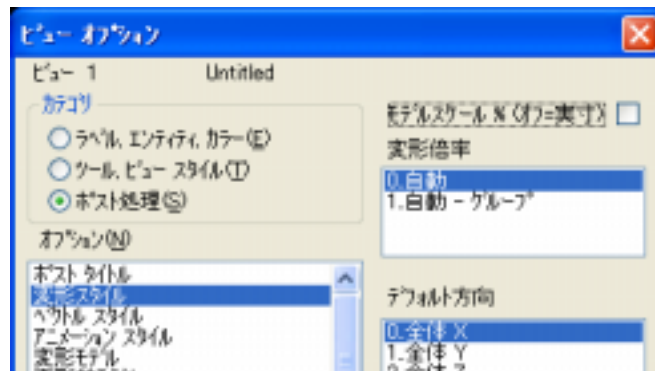 ビュー オプション
ビュー 1 Untitled
カテゴリ
ラベル, エンティティ, カラー(E)
ツール, ビュー スタイル(T)
ポスト処理(S)
オプション(N)
ポスト タイトル
変形スタイル
ベクトル スタイル
アニメーション スタイル
変形モデル
モデルスケール % (オフ=実寸)
変形倍率
0.自動
1.自動 - グループ
デフォルト方向
0.全体 X
1.全体 Y
2.全体 Z